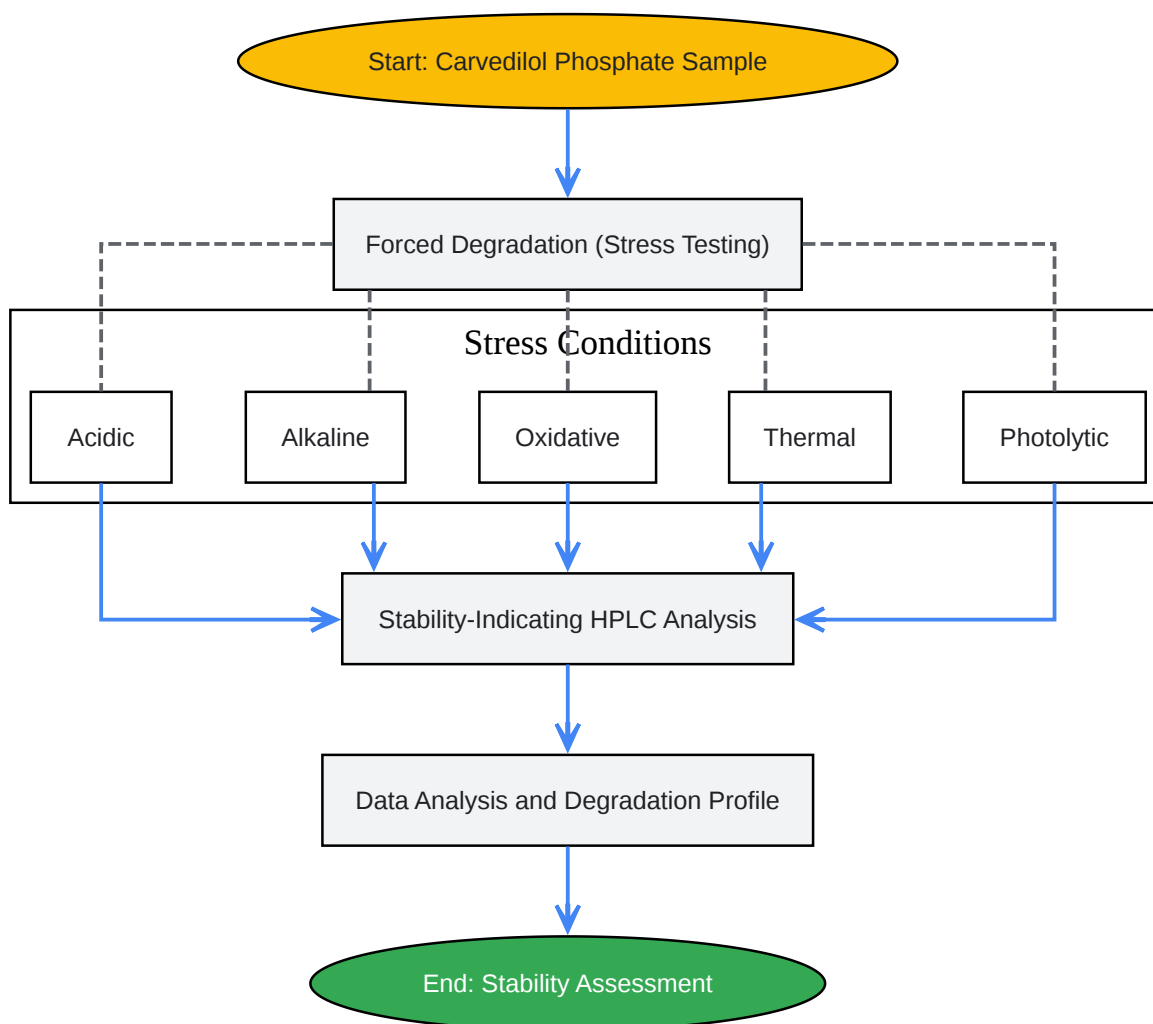 Start: Carvedilol Phosphate Sample
Forced Degradation (Stress Testing)
Stress Conditions
Acidic
Alkaline
Oxidative
Thermal
Photolytic
Stability-Indicating HPLC Analysis
Data Analysis and Degradation Profile
End: Stability Assessment